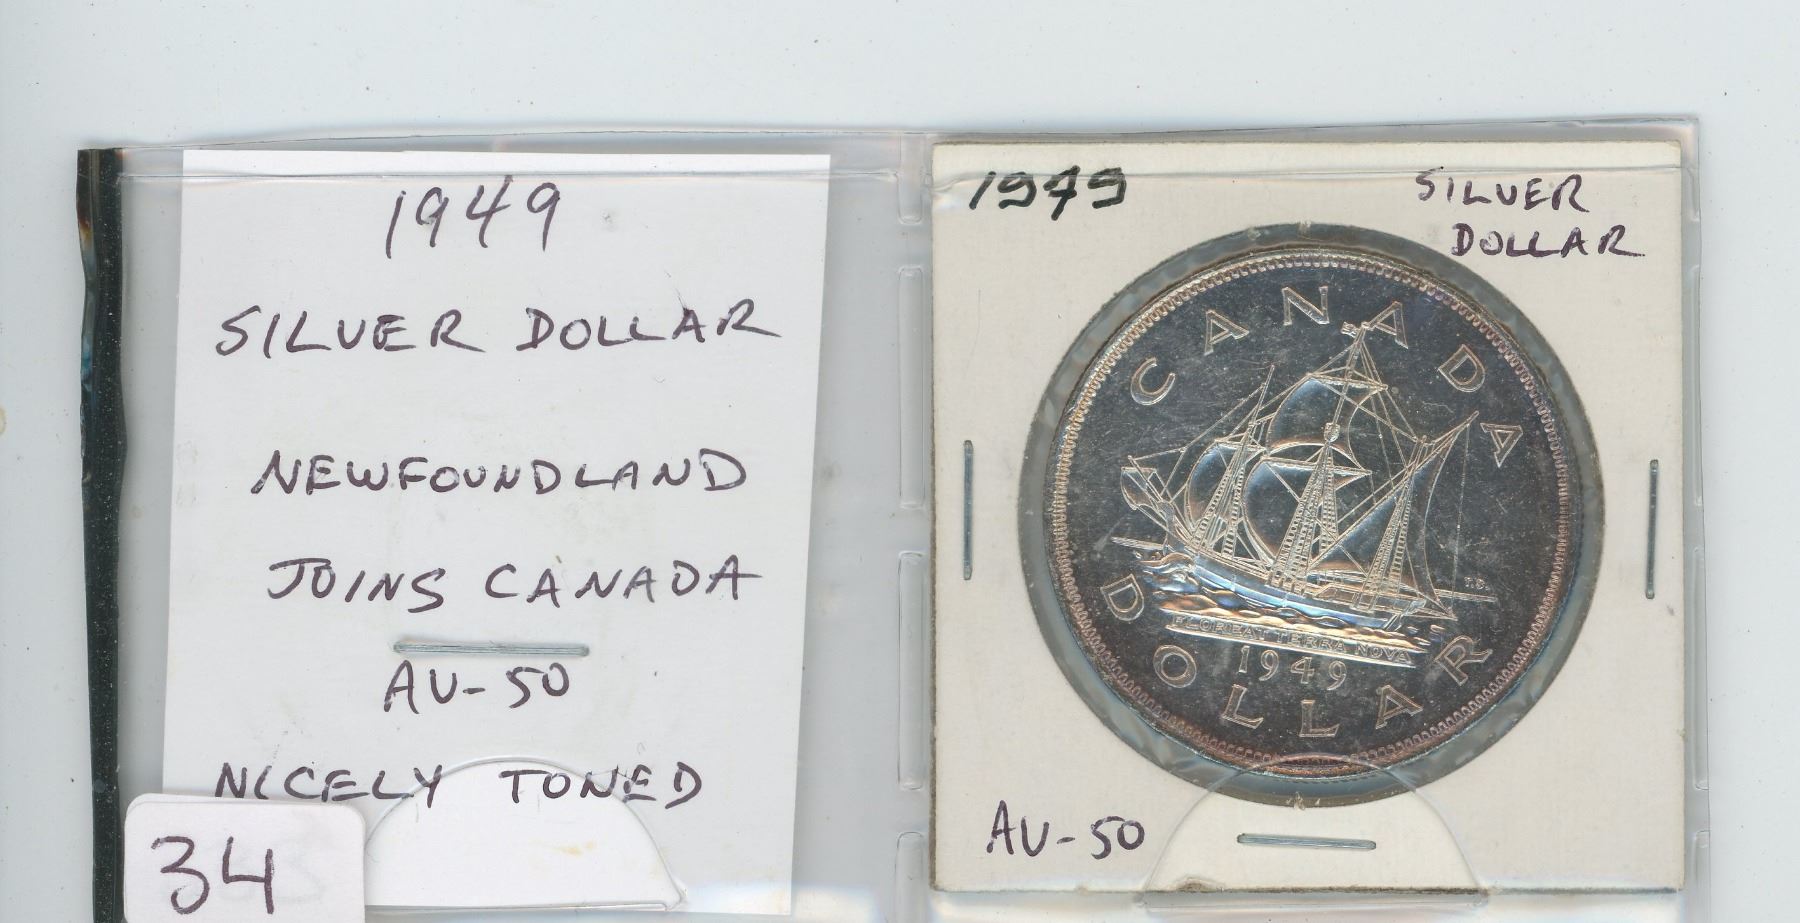 1949
SILVER DOLLAR
NEWFOUNDLAND
JOINS CANADA
AU-50
NICELY TONED
34
1949
SILVER
DOLLAR
CANADA
T.S.
FLOREAT TERRA NOVA
1949
DOLLAR
AU-50